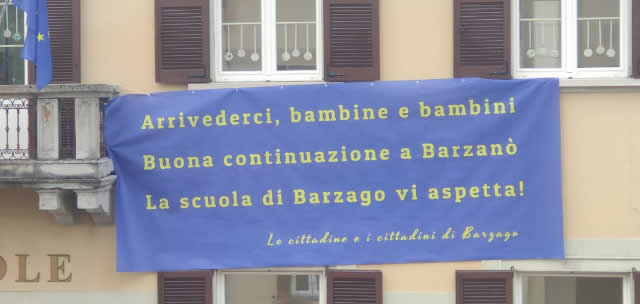 Arrivederci, bambine e bambini
Buona continuazione a Barzanò
La scuola di Barzago vi aspetta!
Le cittadine e i cittadini di Barzago
OLE